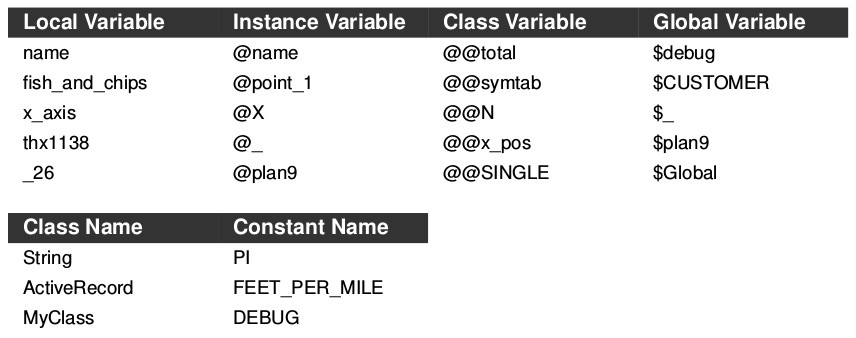 Local Variable Instance Variable Class Variable Global Variable
name @name @@total $debug
fish_and_chips @point_1 @@symtab $CUSTOMER
x_axis @X @@N $_
thx1138 @_ @@x_pos $plan9
_26 @plan9 @@SINGLE $Global
Class Name Constant Name
String PI
ActiveRecord FEET_PER_MILE
MyClass DEBUG